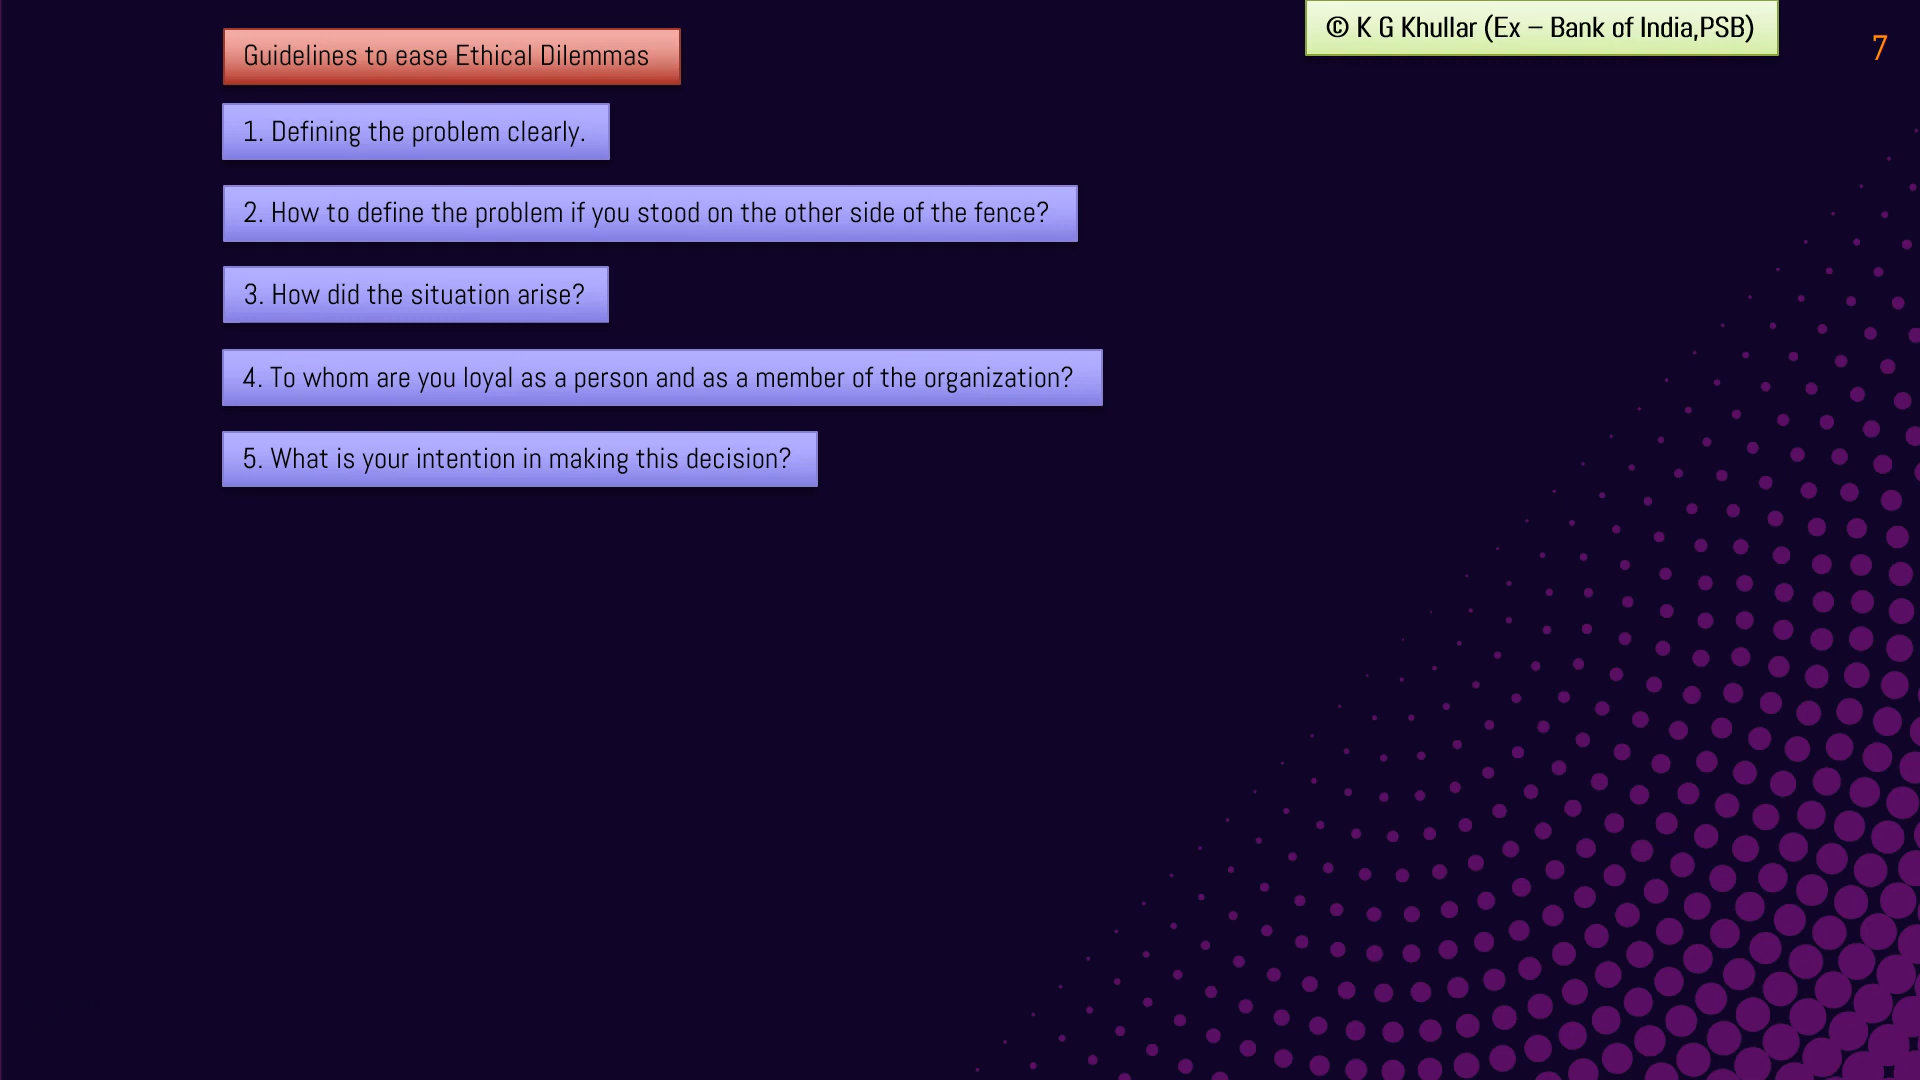 © K G Khullar (Ex – Bank of India,PSB)
7
Guidelines to ease Ethical Dilemmas
1. Defining the problem clearly.
2. How to define the problem if you stood on the other side of the fence?
3. How did the situation arise?
4. To whom are you loyal as a person and as a member of the organization?
5. What is your intention in making this decision?